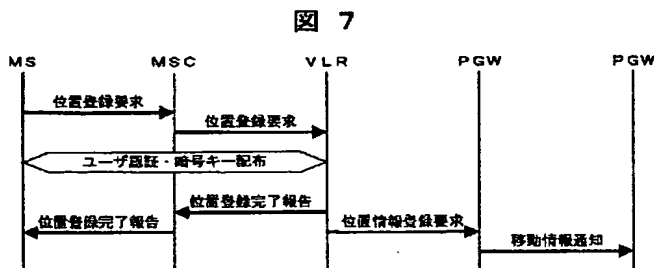 図 7
MS MSC VLR PGW PGW
位置登録要求
位置登録要求
ユーザ認証・暗号キー配布
位置登録完了報告
位置登録完了報告
位置情報登録要求
移動情報通知